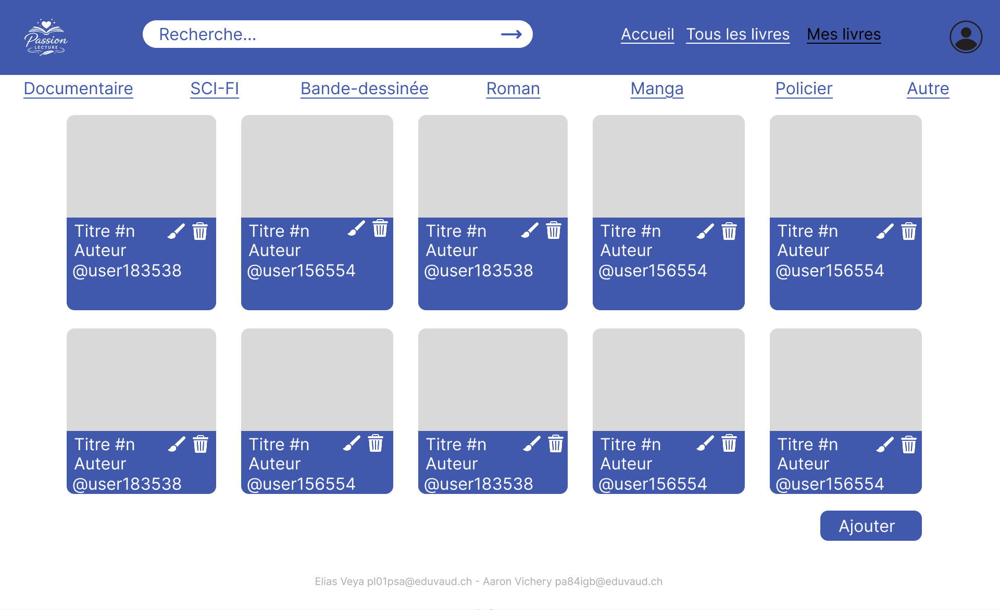 Passion
LECTURE
Recherche...
Accueil Tous les livres Mes livres
Documentaire SCI-FI Bande-dessinée Roman Manga Policier Autre
Titre #n
Auteur
@user183538
Titre #n
Auteur
@user156554
Titre #n
Auteur
@user183538
Titre #n
Auteur
@user156554
Titre #n
Auteur
@user156554
Titre #n
Auteur
@user183538
Titre #n
Auteur
@user156554
Titre #n
Auteur
@user183538
Titre #n
Auteur
@user156554
Titre #n
Auteur
@user156554
Ajouter
Elias Veya pl01psa@eduvaud.ch - Aaron Vichery pa84igb@eduvaud.ch